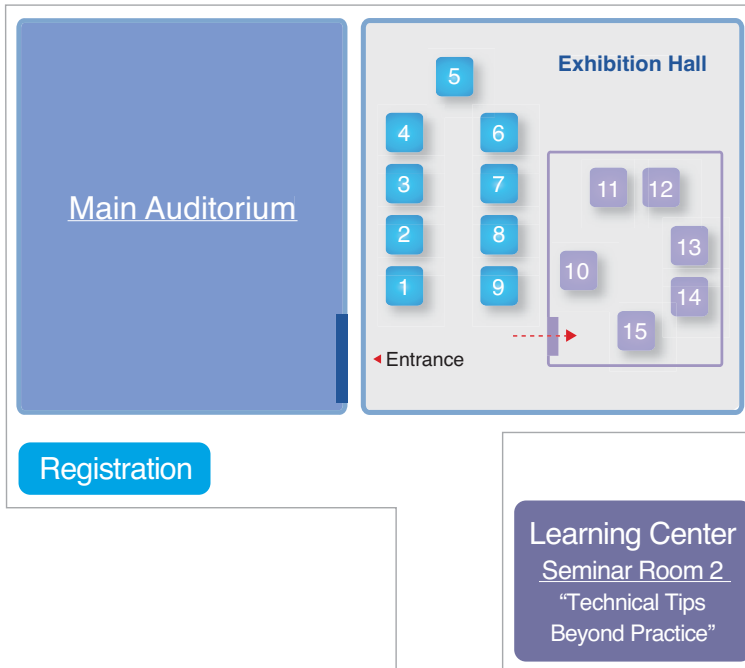 Main Auditorium
Exhibition Hall
5
4
6
3
7
2
8
1
9
11
12
13
10
14
15
Entrance
Registration
Learning Center
Seminar Room 2
“Technical Tips
Beyond Practice”